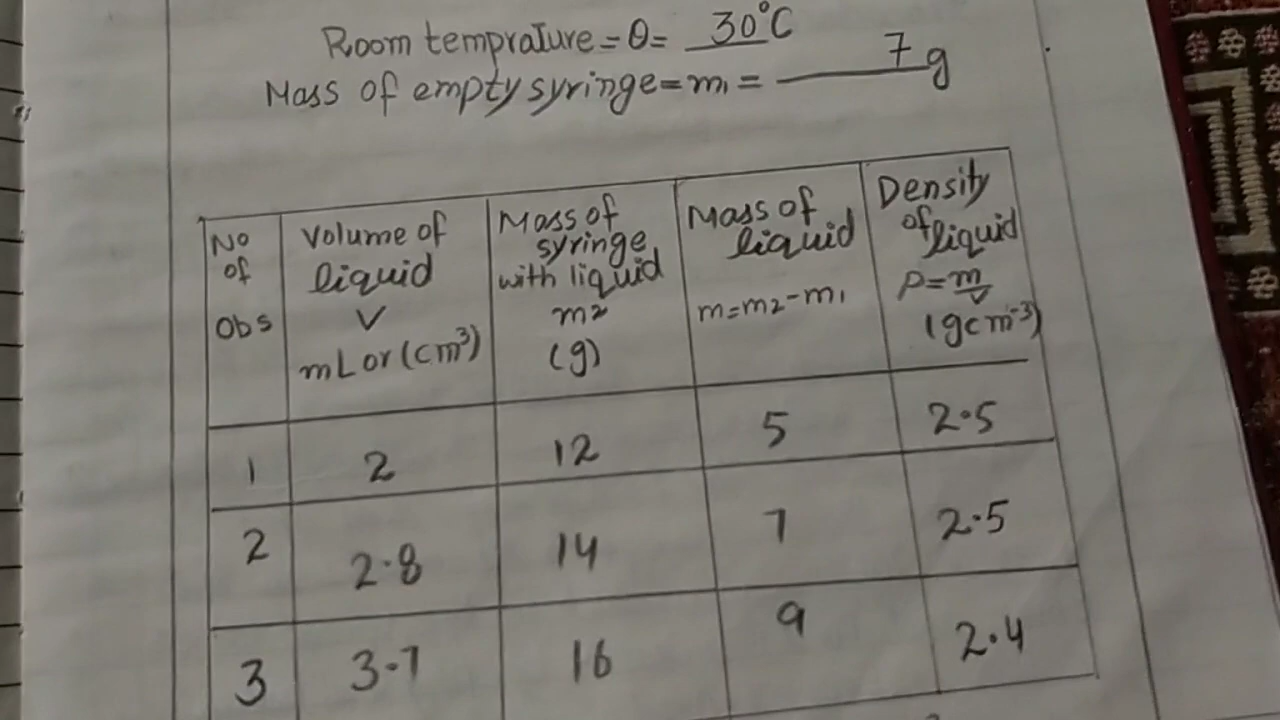 Room temprature = θ = 30°C
Mass of empty syringe = m₁ = 7 g
No of Obs
Volume of liquid V mL or (cm³)
Mass of syringe with liquid m₂ (g)
Mass of liquid m = m₂ - m₁
Density of liquid ρ = m/V (gcm⁻³)
1 2 12 5 2.5
2 2.8 14 7 2.5
3 3.7 16 9 2.4